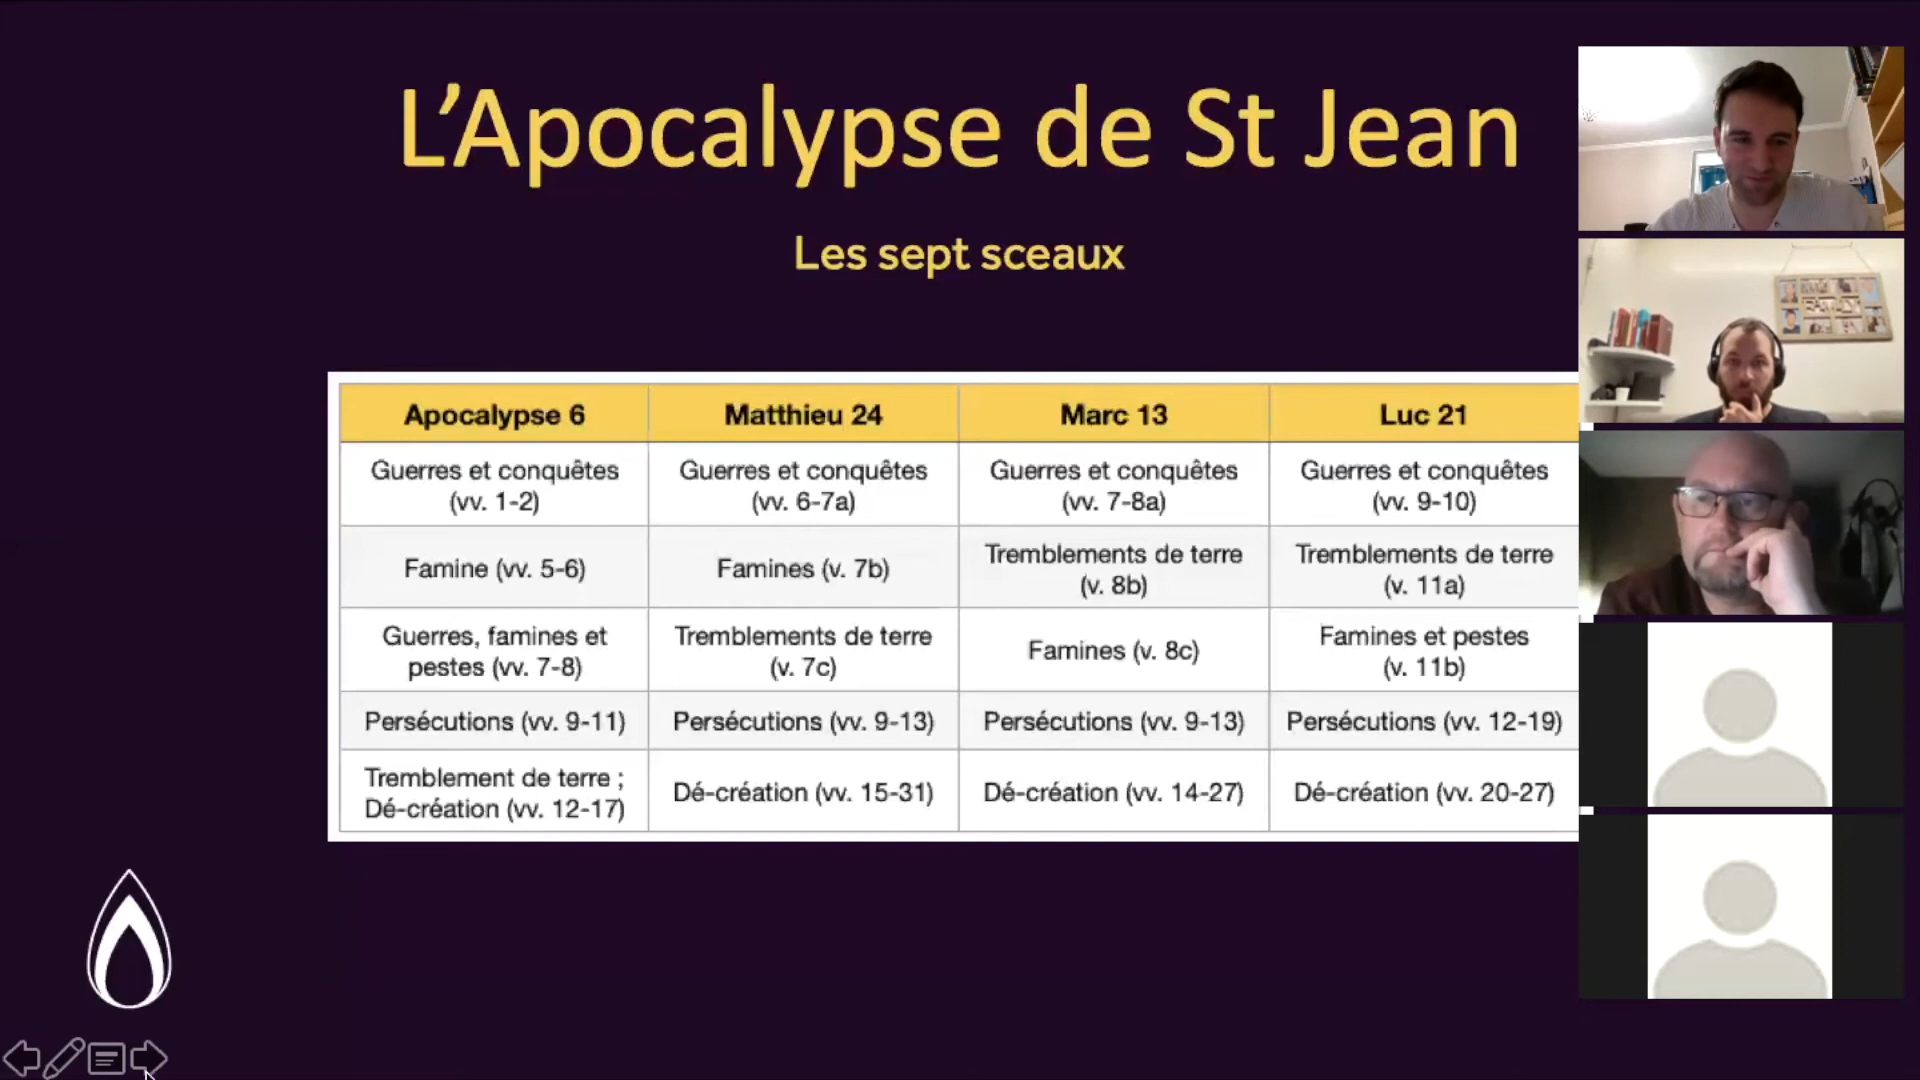 L’Apocalypse de St Jean
Les sept sceaux
Apocalypse 6
Matthieu 24
Marc 13
Luc 21
Guerres et conquêtes
(vv. 1-2)
Guerres et conquêtes
(vv. 6-7a)
Guerres et conquêtes
(vv. 7-8a)
Guerres et conquêtes
(vv. 9-10)
Famine (vv. 5-6)
Famines (v. 7b)
Tremblements de terre
(v. 8b)
Tremblements de terre
(v. 11a)
Guerres, famines et
pestes (vv. 7-8)
Tremblements de terre
(v. 7c)
Famines (v. 8c)
Famines et pestes
(v. 11b)
Persécutions (vv. 9-11)
Persécutions (vv. 9-13)
Persécutions (vv. 9-13)
Persécutions (vv. 12-19)
Tremblement de terre ;
Dé-création (vv. 12-17)
Dé-création (vv. 15-31)
Dé-création (vv. 14-27)
Dé-création (vv. 20-27)